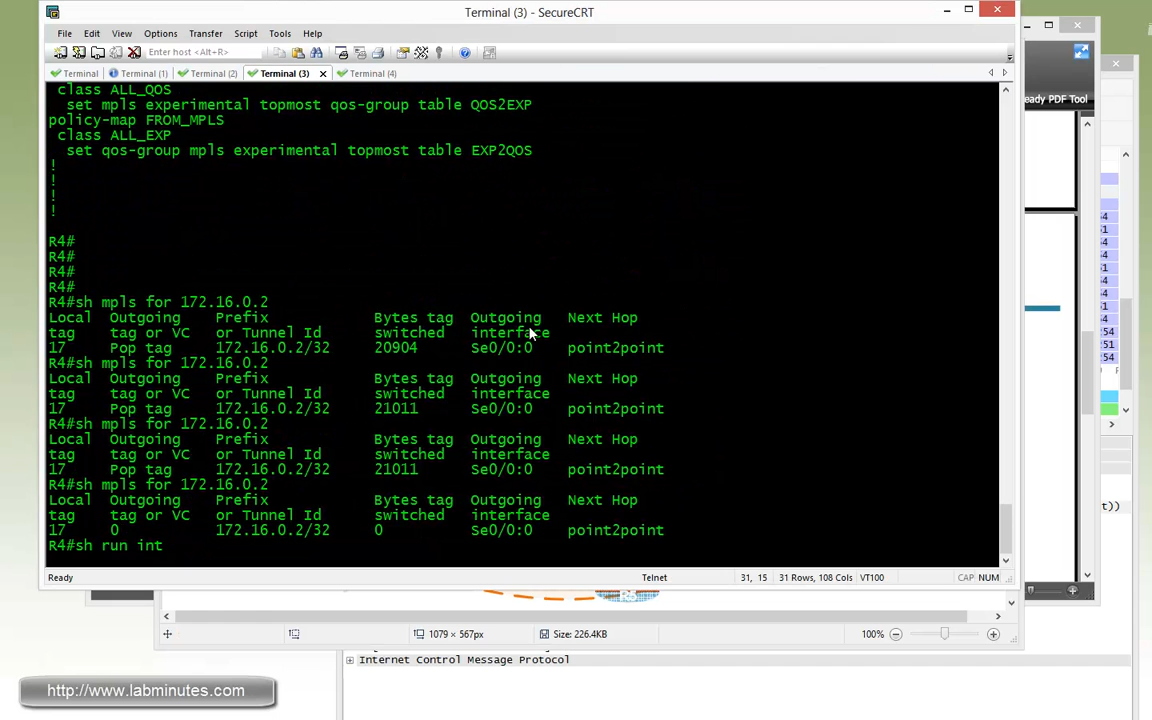 Terminal (3) - SecureCRT
File Edit View Options Transfer Script Tools Help
Enter host <Alt+R>
Terminal Terminal (1) Terminal (2) Terminal (3) Terminal (4)
class ALL_QOS
set mpls experimental topmost qos-group table QOS2EXP
policy-map FROM_MPLS
class ALL_EXP
set qos-group mpls experimental topmost table EXP2QOS
!
!
!
!
R4#
R4#
R4#
R4#
R4#sh mpls for 172.16.0.2
Local Outgoing Prefix Bytes tag Outgoing Next Hop
tag tag or VC or Tunnel Id switched interface
17 Pop tag 172.16.0.2/32 20904 Se0/0:0 point2point
R4#sh mpls for 172.16.0.2
Local Outgoing Prefix Bytes tag Outgoing Next Hop
tag tag or VC or Tunnel Id switched interface
17 Pop tag 172.16.0.2/32 21011 Se0/0:0 point2point
R4#sh mpls for 172.16.0.2
Local Outgoing Prefix Bytes tag Outgoing Next Hop
tag tag or VC or Tunnel Id switched interface
17 Pop tag 172.16.0.2/32 21011 Se0/0:0 point2point
R4#sh mpls for 172.16.0.2
Local Outgoing Prefix Bytes tag Outgoing Next Hop
tag tag or VC or Tunnel Id switched interface
17 0 172.16.0.2/32 0 Se0/0:0 point2point
R4#sh run int
Ready Telnet 31, 15 31 Rows, 108 Cols VT100 CAP NUM
eady PDF Tool
54
51
54
51
54
51
54
51
54
54
51
t))
1079 × 567px Size: 226.4KB 100%
Internet Control Message Protocol
http://www.labminutes.com